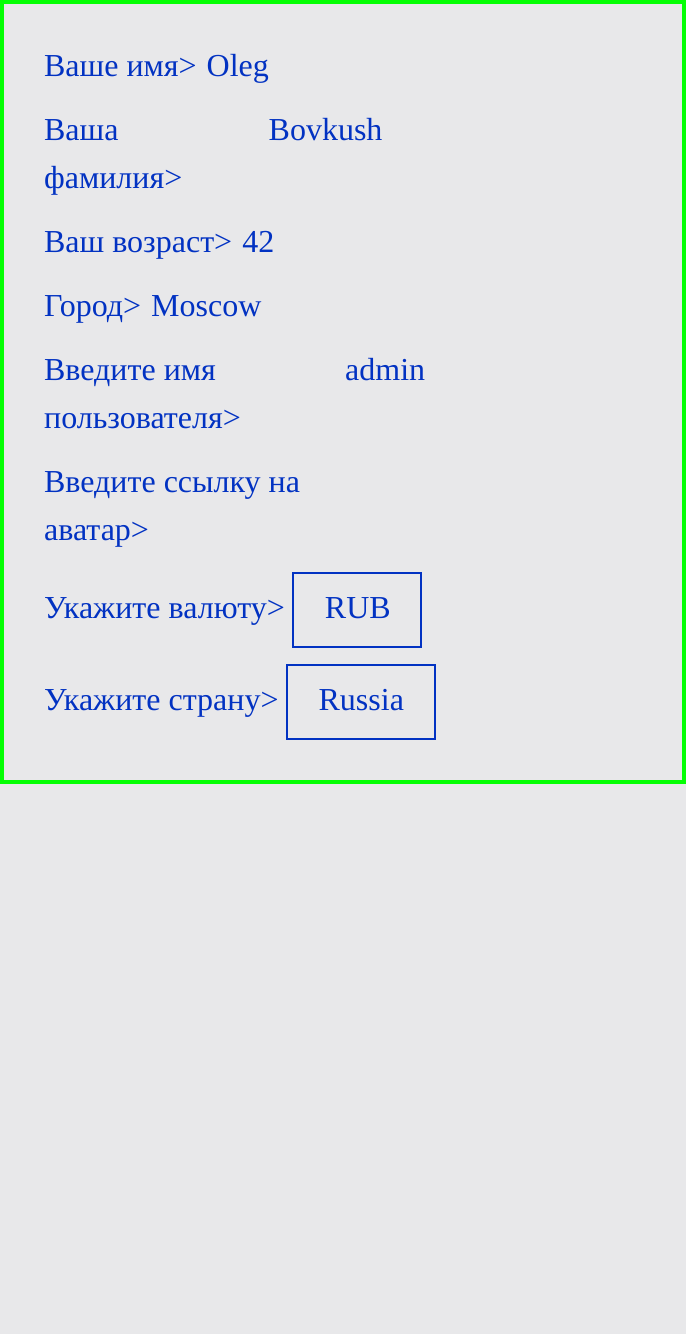 Ваше имя> Oleg
Ваша Bovkush
фамилия>
Ваш возраст> 42
Город> Moscow
Введите имя admin
пользователя>
Введите ссылку на
аватар>
Укажите валюту> RUB
Укажите страну> Russia